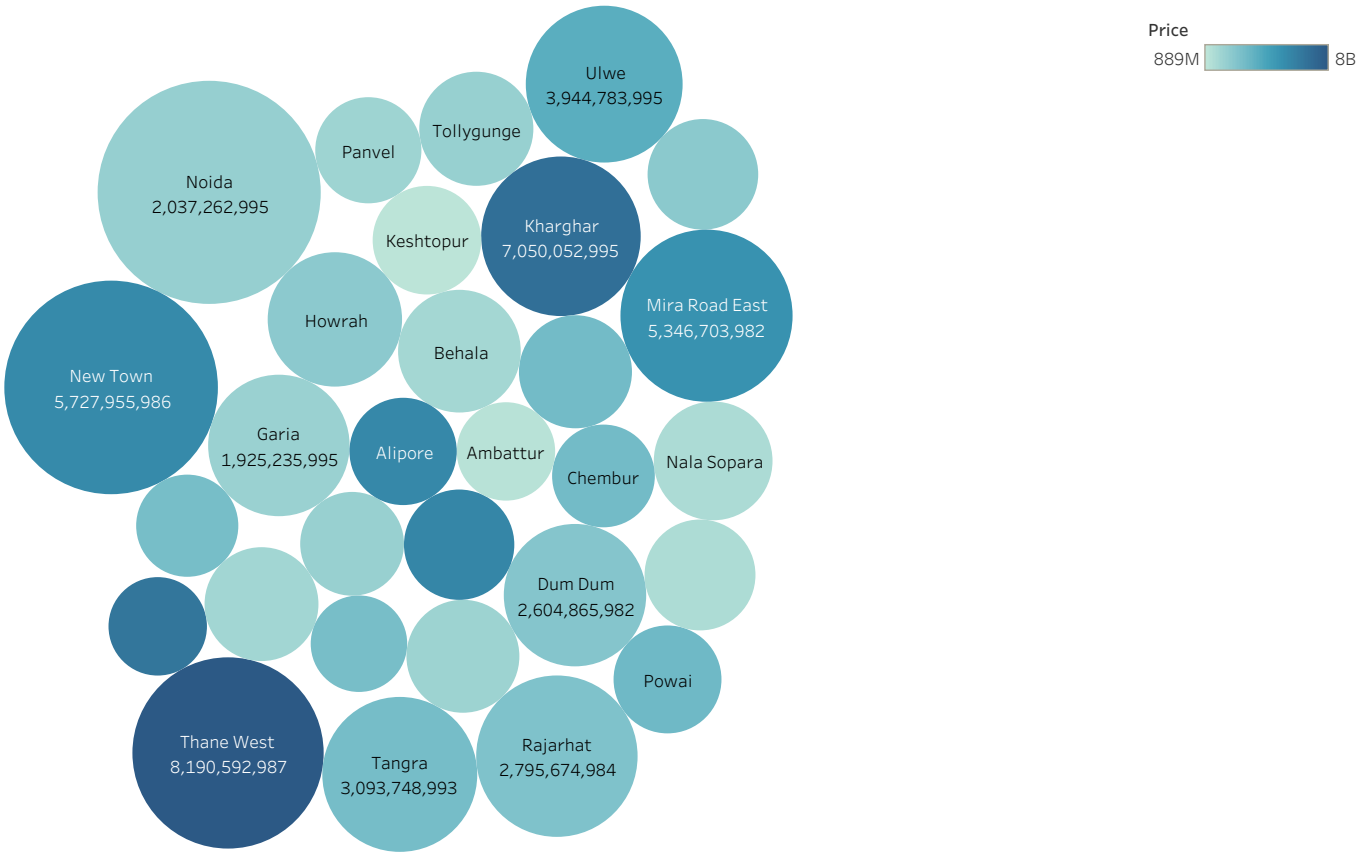 Price
889M
8B
Ulwe
3,944,783,995
Tollygunge
Panvel
Noida
2,037,262,995
Keshtopur
Kharghar
7,050,052,995
Mira Road East
5,346,703,982
Howrah
Behala
New Town
5,727,955,986
Garia
1,925,235,995
Alipore
Ambattur
Chembur
Nala Sopara
Dum Dum
2,604,865,982
Powai
Thane West
8,190,592,987
Tangra
3,093,748,993
Rajarhat
2,795,674,984